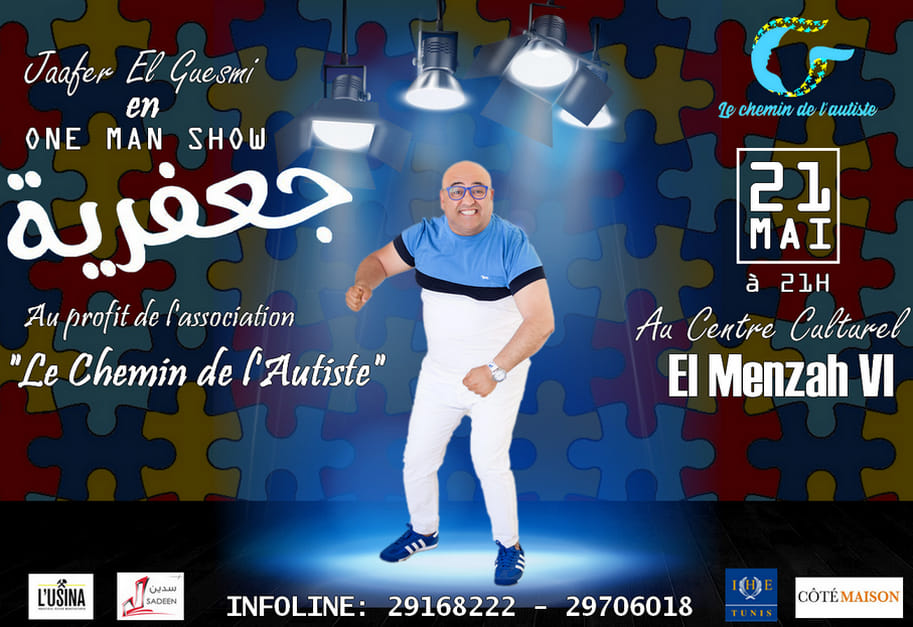 Jaafer El Guesmi
en
ONE MAN SHOW
جعفرية
Au profit de l'association
"Le Chemin de l'Autiste"
Le chemin de l'autiste
21
MAI
à 21H
Au Centre Culturel
El Menzah VI
L'USINA
سدين
SADEEN
INFOLINE: 29168222 - 29706018
IHE
TUNIS
CÔTÉ MAISON